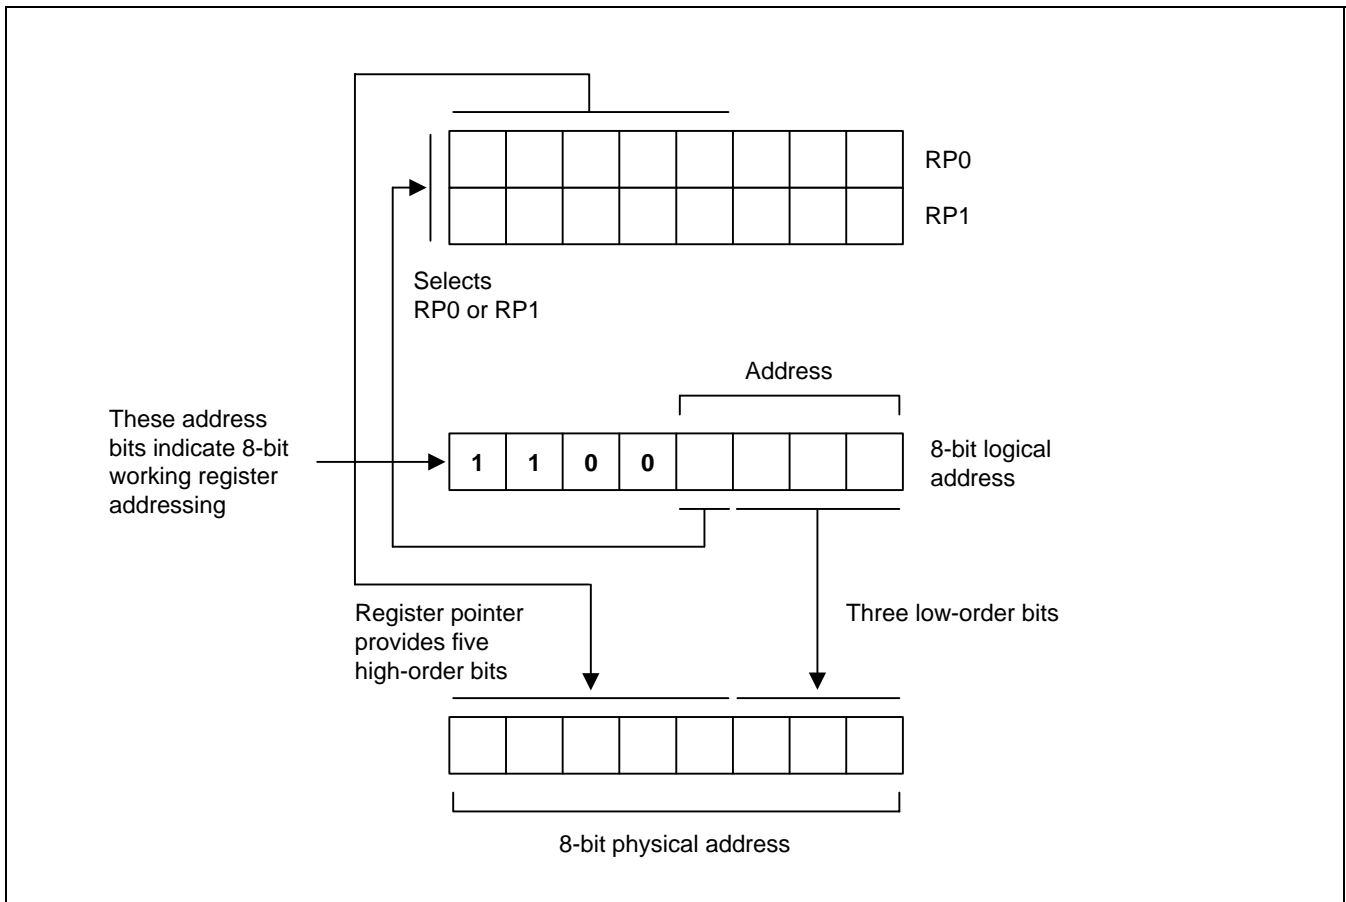 RP0
RP1
Selects
RP0 or RP1
Address
These address
bits indicate 8-bit
working register
addressing
1 1 0 0
8-bit logical
address
Register pointer
provides five
high-order bits
Three low-order bits
8-bit physical address